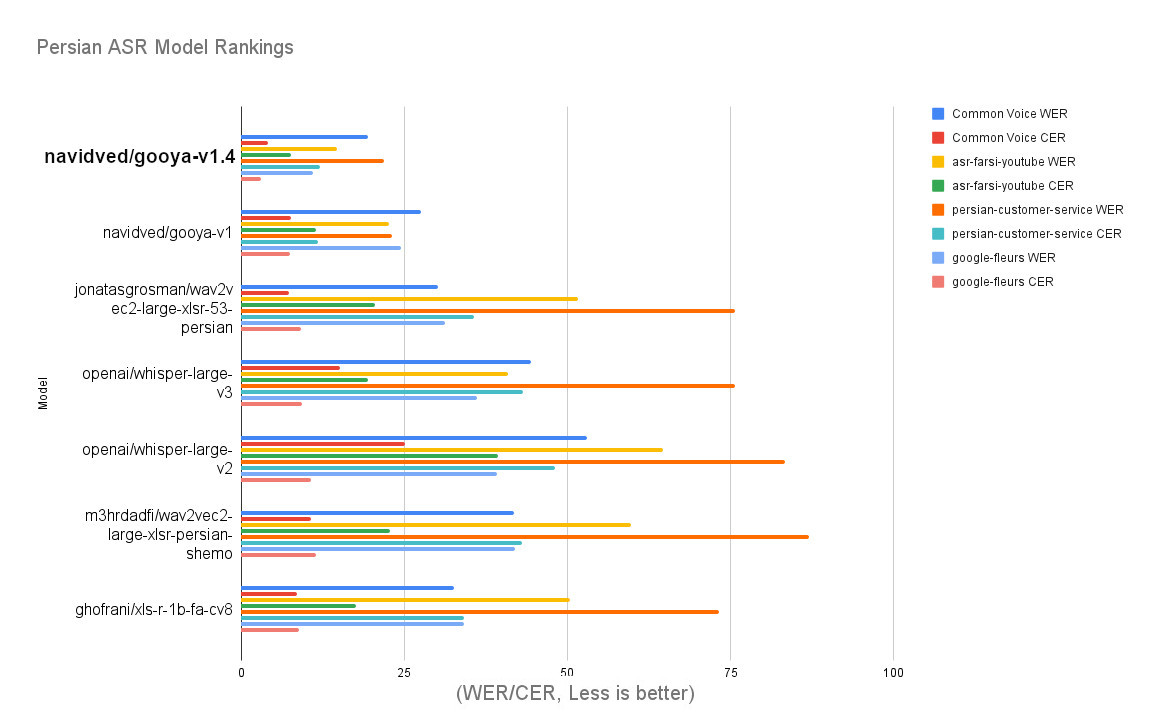 Persian ASR Model Rankings
Common Voice WER
Common Voice CER
asr-farsi-youtube WER
asr-farsi-youtube CER
persian-customer-service WER
persian-customer-service CER
google-fleurs WER
google-fleurs CER
Model
navidved/gooya-v1.4
navidved/gooya-v1
jonatasgrosman/wav2v
ec2-large-xlsr-53-
persian
openai/whisper-large-
v3
openai/whisper-large-
v2
m3hrdadfi/wav2vec2-
large-xlsr-persian-
shemo
ghofrani/xls-r-1b-fa-cv8
0 25 50 75 100
(WER/CER, Less is better)